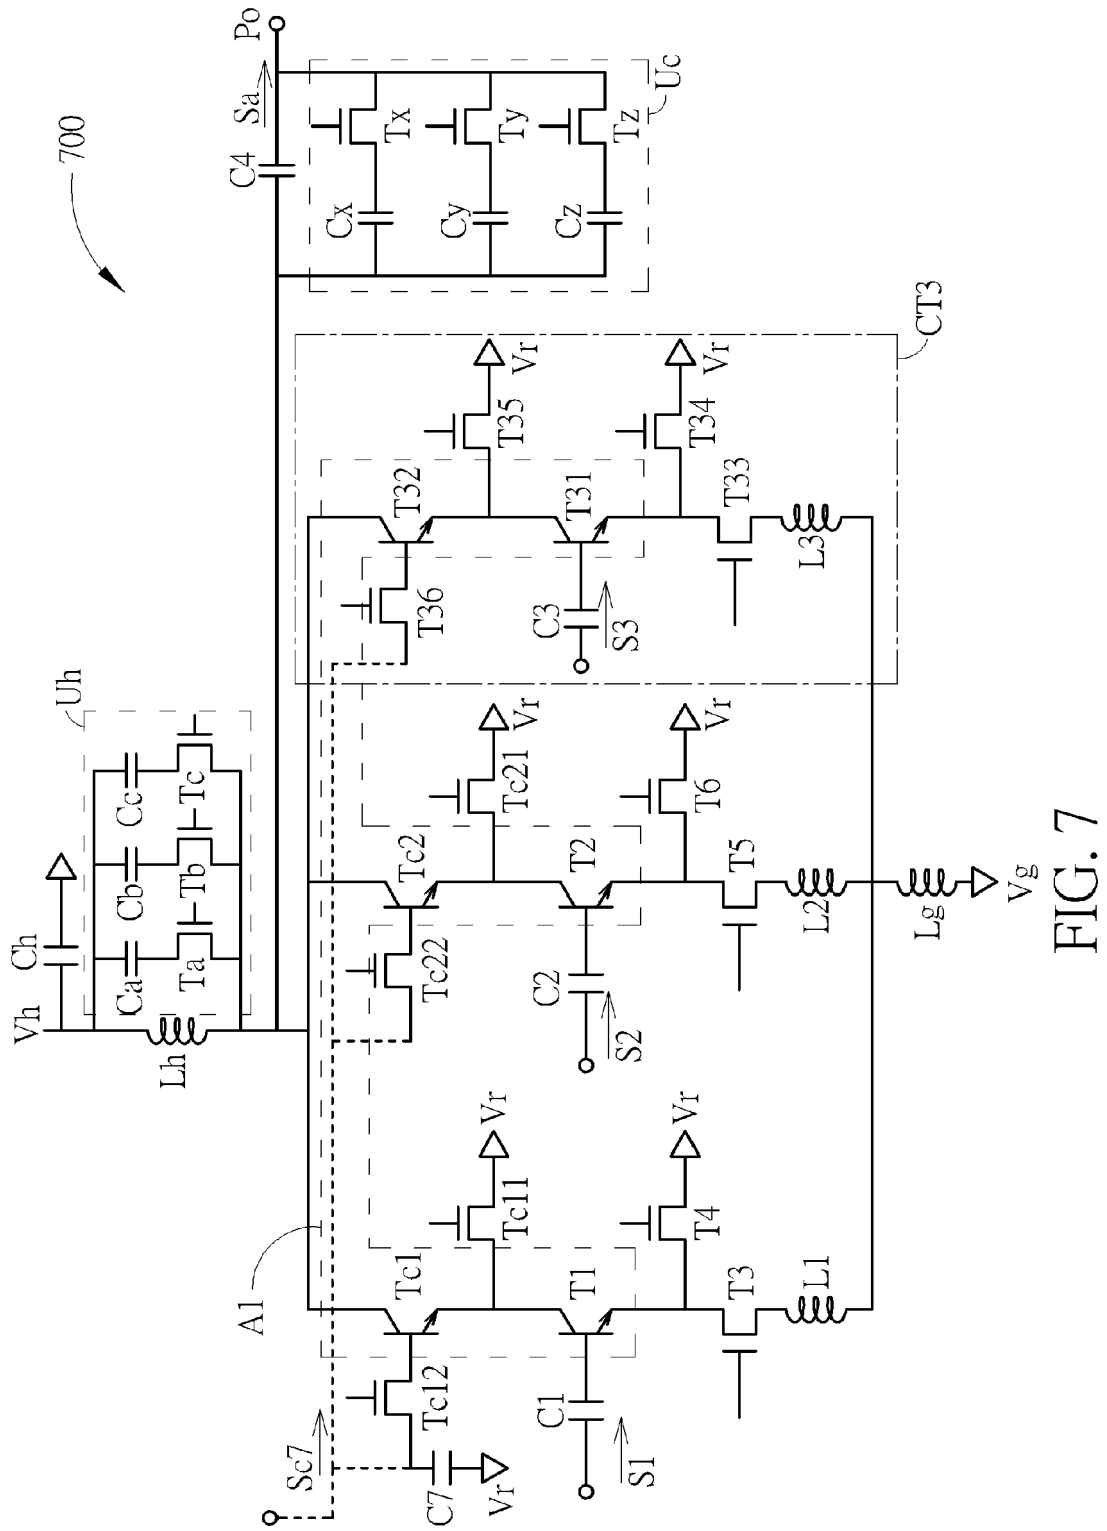 700
Vh
Ch
Uh
Ca
Cb
Cc
Ta
Tb
Tc
Lh
C4
Sa
Po
Cx
Tx
Cy
Ty
Cz
Tz
Uc
A1
Sc7
Tc1
Tc12
C7
Vr
Tc11
Vr
C1
S1
T1
T4
Vr
T3
L1
Tc2
Tc22
Tc21
Vr
C2
S2
T2
T6
Vr
T5
L2
T32
T36
T35
Vr
C3
S3
T31
T34
Vr
T33
L3
CT3
Lg
Vg
FIG. 7